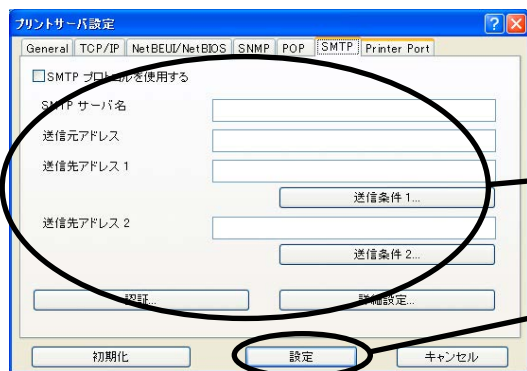 プリントサーバ設定
General TCP/IP NetBEUI/NetBIOS SNMP POP SMTP Printer Port
SMTP プロトコルを使用する
SMTP サーバ名
送信元アドレス
送信先アドレス 1
送信条件 1...
送信先アドレス 2
送信条件 2...
認証... 詳細設定...
初期化 設定 キャンセル